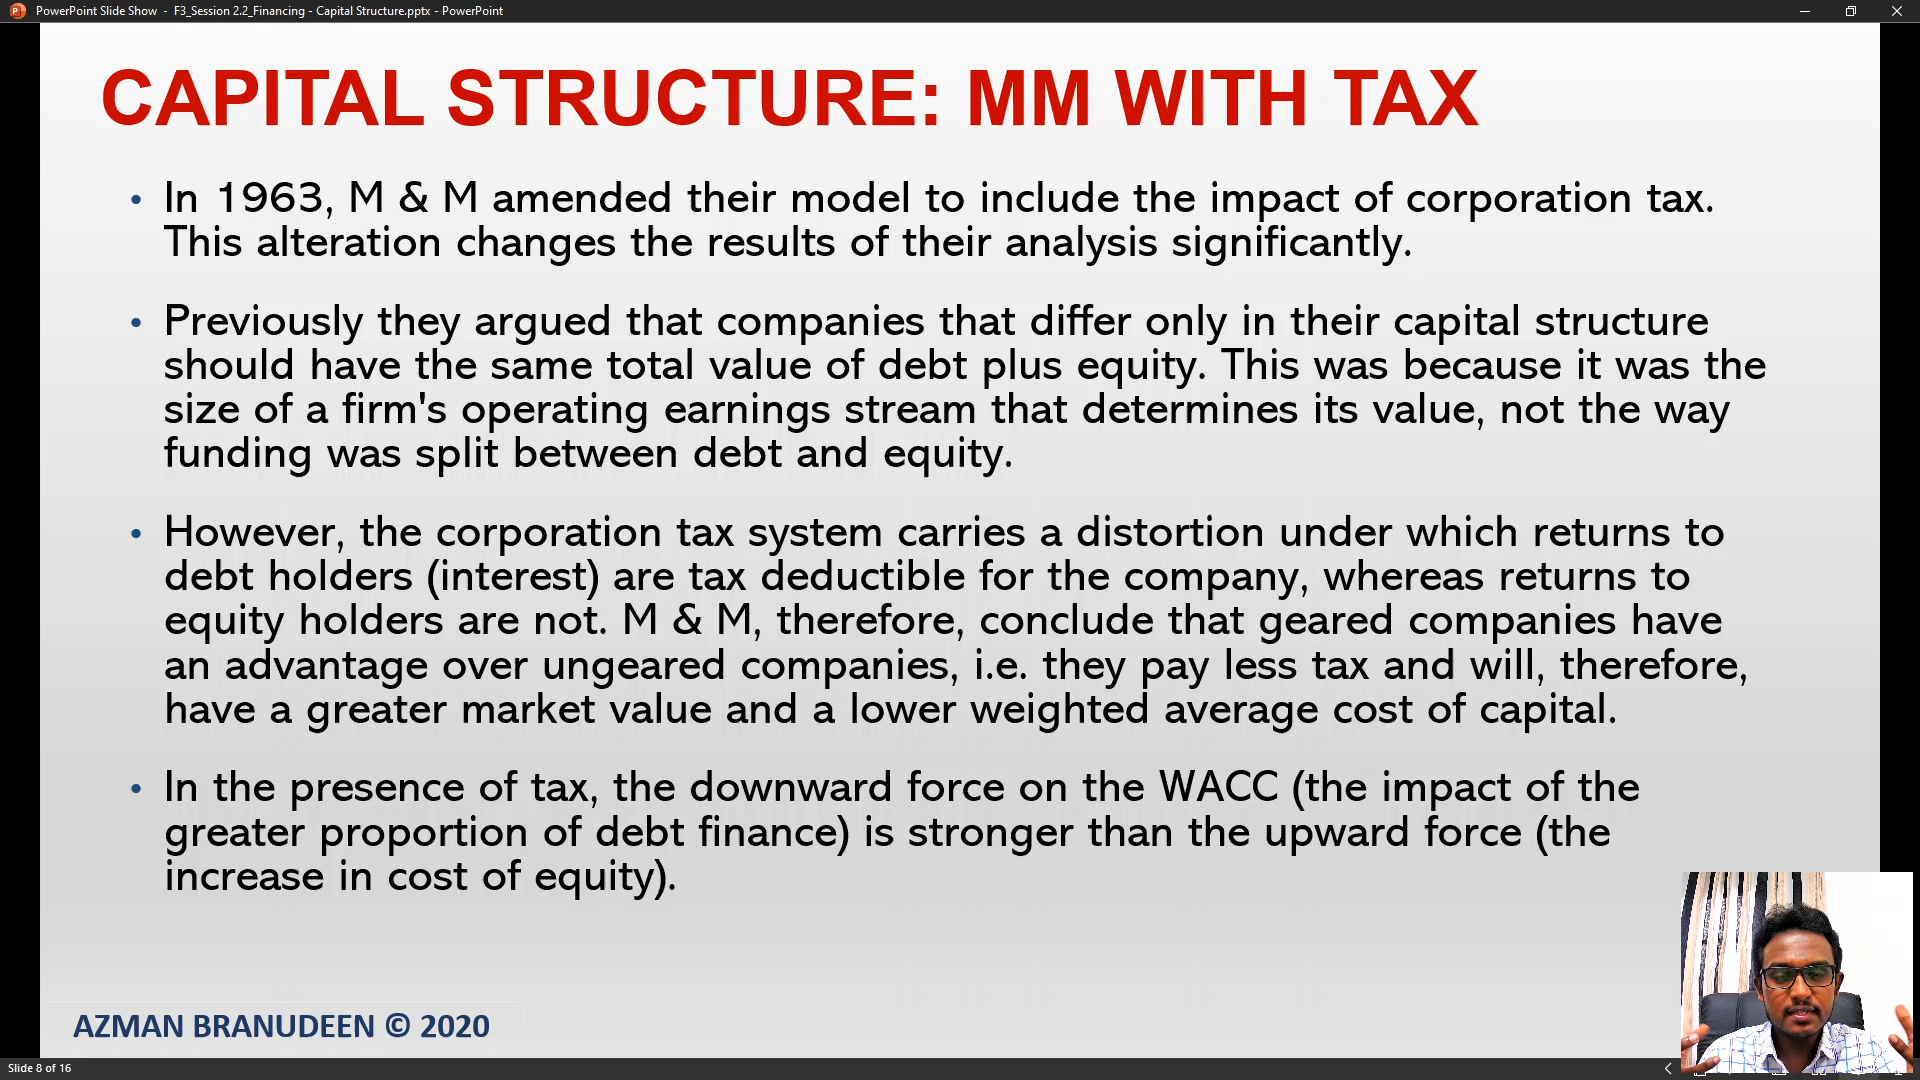 PowerPoint Slide Show - F3_Session 2.2_Financing - Capital Structure.pptx - PowerPoint
CAPITAL STRUCTURE: MM WITH TAX
• In 1963, M & M amended their model to include the impact of corporation tax.
This alteration changes the results of their analysis significantly.
• Previously they argued that companies that differ only in their capital structure
should have the same total value of debt plus equity. This was because it was the
size of a firm's operating earnings stream that determines its value, not the way
funding was split between debt and equity.
• However, the corporation tax system carries a distortion under which returns to
debt holders (interest) are tax deductible for the company, whereas returns to
equity holders are not. M & M, therefore, conclude that geared companies have
an advantage over ungeared companies, i.e. they pay less tax and will, therefore,
have a greater market value and a lower weighted average cost of capital.
• In the presence of tax, the downward force on the WACC (the impact of the
greater proportion of debt finance) is stronger than the upward force (the
increase in cost of equity).
AZMAN BRANUDEEN © 2020
Slide 8 of 16